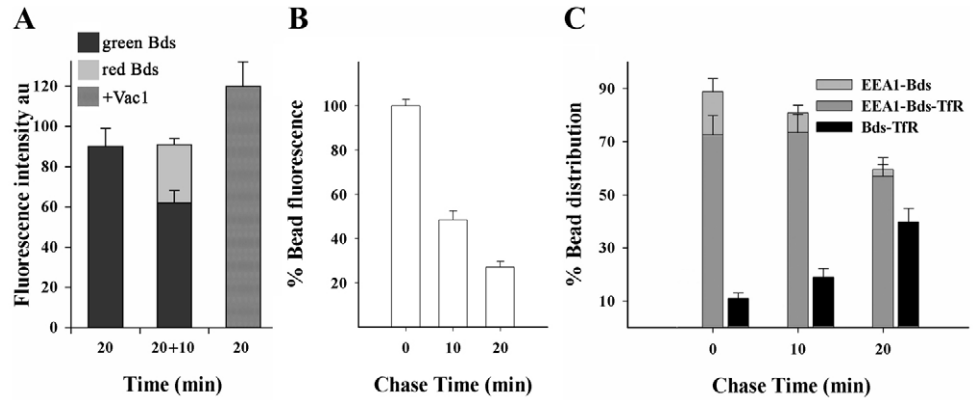 A
green Bds
red Bds
+Vac1
Fluorescence intensity au
120
100
80
60
40
20
0
20 20+10 20
Time (min)
B
% Bead fluorescence
100
80
60
40
20
0 10 20
Chase Time (min)
C
EEA1-Bds
EEA1-Bds-TfR
Bds-TfR
% Bead distribution
90
70
50
30
10
0 10 20
Chase Time (min)